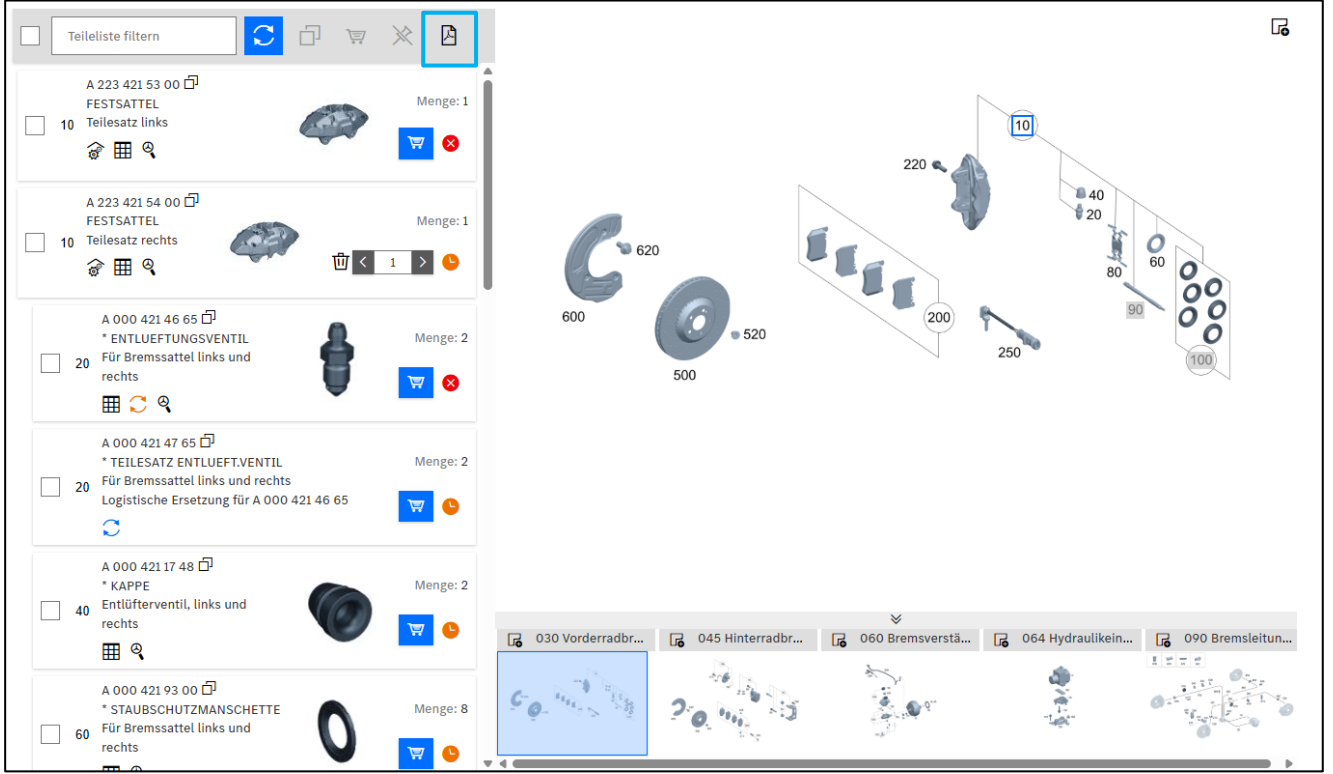 Teileliste filtern
A 223 421 53 00
FESTSATTEL
Menge: 1
10
Teilesatz links
A 223 421 54 00
FESTSATTEL
Menge: 1
10
Teilesatz rechts
1
A 000 421 46 65
* ENTLUEFTUNGSVENTIL
Menge: 2
20
Für Bremssattel links und
rechts
A 000 421 47 65
* TEILESATZ ENTLUEFT.VENTIL
Menge: 2
20
Für Bremssattel links und rechts
Logistische Ersetzung für A 000 421 46 65
A 000 421 17 48
* KAPPE
Menge: 2
40
Entlüfterventil, links und
rechts
A 000 421 93 00
* STAUBSCHUTZMANSCHETTE
Menge: 8
60
Für Bremssattel links und
rechts
10
220
40
20
620
60
80
90
600
200
520
250
100
500
030 Vorderradbr...
045 Hinterradbr...
060 Bremsverstä...
064 Hydraulikein...
090 Bremsleitun...